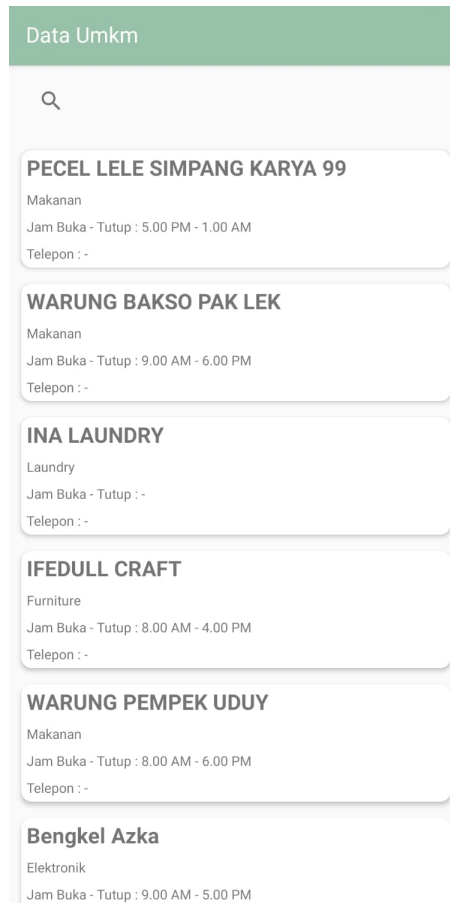 Data Umkm
PECEL LELE SIMPANG KARYA 99
Makanan
Jam Buka - Tutup : 5.00 PM - 1.00 AM
Telepon : -
WARUNG BAKSO PAK LEK
Makanan
Jam Buka - Tutup : 9.00 AM - 6.00 PM
Telepon : -
INA LAUNDRY
Laundry
Jam Buka - Tutup : -
Telepon : -
IFEDULL CRAFT
Furniture
Jam Buka - Tutup : 8.00 AM - 4.00 PM
Telepon : -
WARUNG PEMPEK UDUY
Makanan
Jam Buka - Tutup : 8.00 AM - 6.00 PM
Telepon : -
Bengkel Azka
Elektronik
Jam Buka - Tutup : 9.00 AM - 5.00 PM